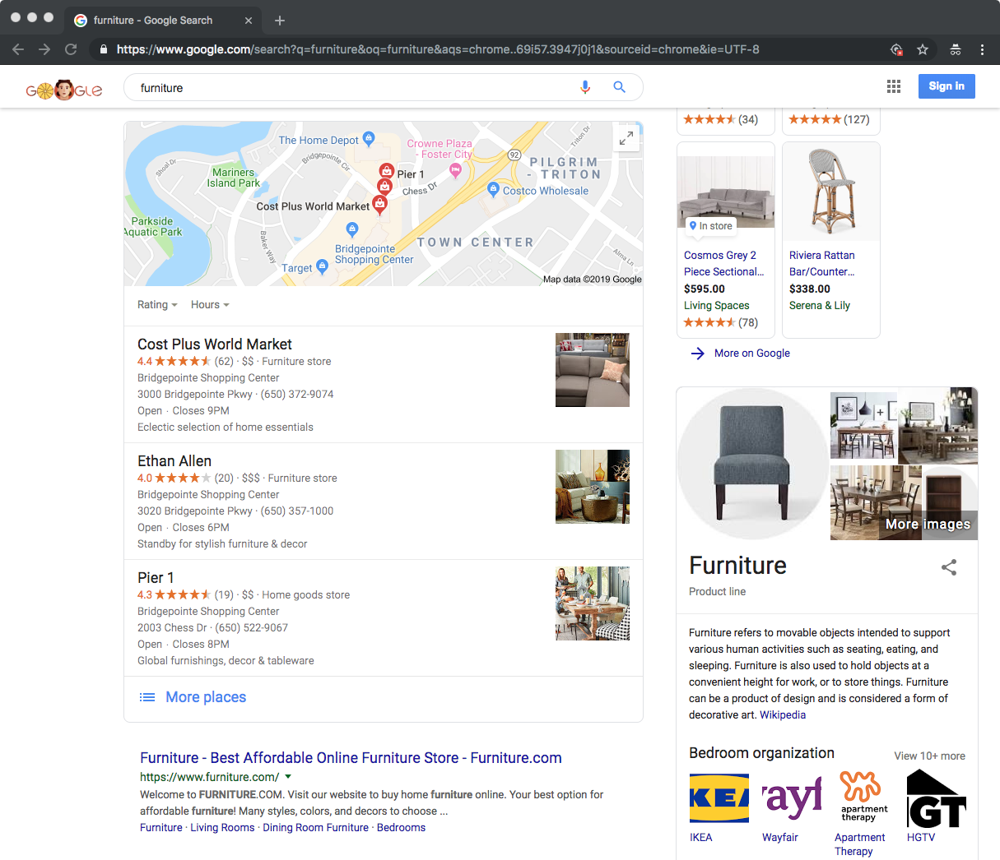 furniture - Google Search
https://www.google.com/search?q=furniture&oq=furniture&aqs=chrome..69i57.3947j0j1&sourceid=chrome&ie=UTF-8
GOOGLE
furniture
Sign in
The Home Depot
Crowne Plaza
- Foster City
Triton Dr
Shoal Dr
Bridgepointe Cir
92
PILGRIM
- TRITON
Mariners
Island Park
Pier 1
Chess Dr
Costco Wholesale
Cost Plus World Market
Parkside
Aquatic Park
Baker Way
Bridgepointe
Shopping Center
TOWN CENTER
Target
Alma Ln
Map data ©2019 Google
Rating
Hours
Cost Plus World Market
4.4 (62) · $$ · Furniture store
Bridgepointe Shopping Center
3000 Bridgepointe Pkwy · (650) 372-9074
Open · Closes 9PM
Eclectic selection of home essentials
Ethan Allen
4.0 (20) · $$$ · Furniture store
Bridgepointe Shopping Center
3020 Bridgepointe Pkwy · (650) 357-1000
Open · Closes 6PM
Standby for stylish furniture & decor
Pier 1
4.3 (19) · $$ · Home goods store
Bridgepointe Shopping Center
2003 Chess Dr · (650) 522-9067
Open · Closes 8PM
Global furnishings, decor & tableware
More places
Furniture - Best Affordable Online Furniture Store - Furniture.com
https://www.furniture.com/
Welcome to FURNITURE.COM. Visit our website to buy home furniture online. Your best option for
affordable furniture! Many styles, colors, and decors to choose ...
Furniture · Living Rooms · Dining Room Furniture · Bedrooms
(34)
(127)
In store
Cosmos Grey 2
Piece Sectional...
$595.00
Living Spaces
(78)
Riviera Rattan
Bar/Counter...
$338.00
Serena & Lily
More on Google
More images
Furniture
Product line
Furniture refers to movable objects intended to support
various human activities such as seating, eating, and
sleeping. Furniture is also used to hold objects at a
convenient height for work, or to store things. Furniture
can be a product of design and is considered a form of
decorative art. Wikipedia
Bedroom organization
View 10+ more
IKEA
wayf
apartment
therapy
HGT
IKEA
Wayfair
Apartment
Therapy
HGTV